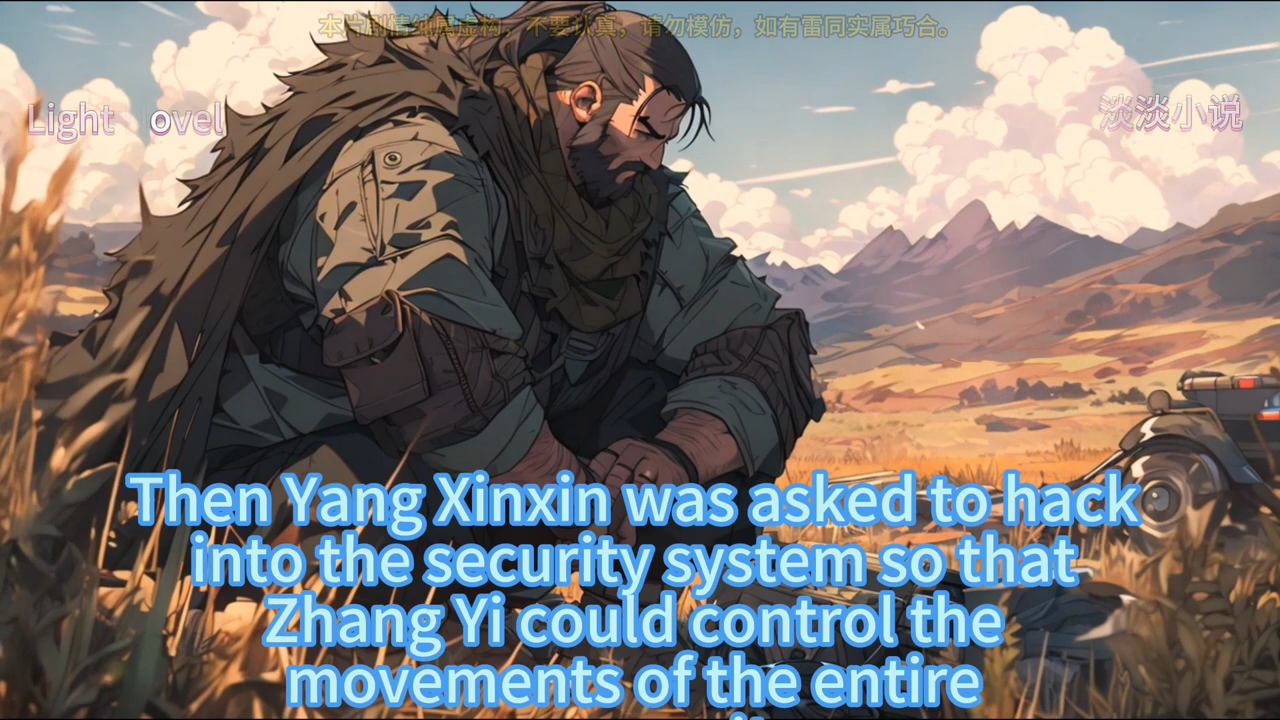 本片剧情纯属虚构，不要认真，请勿模仿，如有雷同实属巧合。
Light ovel
淡淡小说
Then Yang Xinxin was asked to hack
into the security system so that
Zhang Yi could control the
movements of the entire